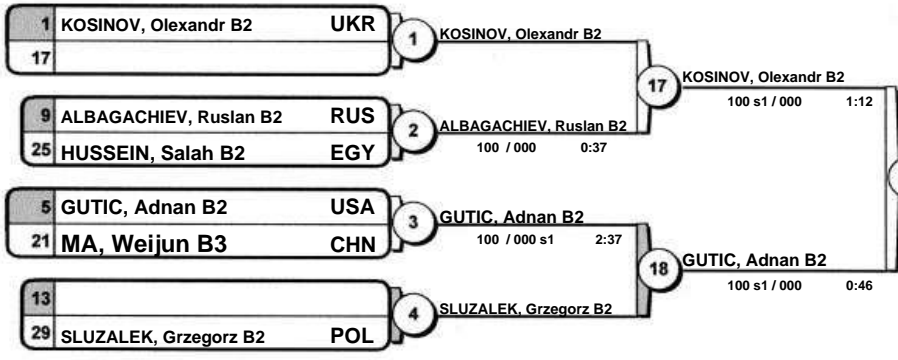 1 KOSINOV, Olexandr B2 UKR
17
1
KOSINOV, Olexandr B2
9 ALBAGACHIEV, Ruslan B2 RUS
25 HUSSEIN, Salah B2 EGY
2
ALBAGACHIEV, Ruslan B2
100 / 000 0:37
17
KOSINOV, Olexandr B2
100 s1 / 000 1:12
5 GUTIC, Adnan B2 USA
21 MA, Weijun B3 CHN
3
GUTIC, Adnan B2
100 / 000 s1 2:37
13
29 SLUZALEK, Grzegorz B2 POL
4
SLUZALEK, Grzegorz B2
18
GUTIC, Adnan B2
100 s1 / 000 0:46